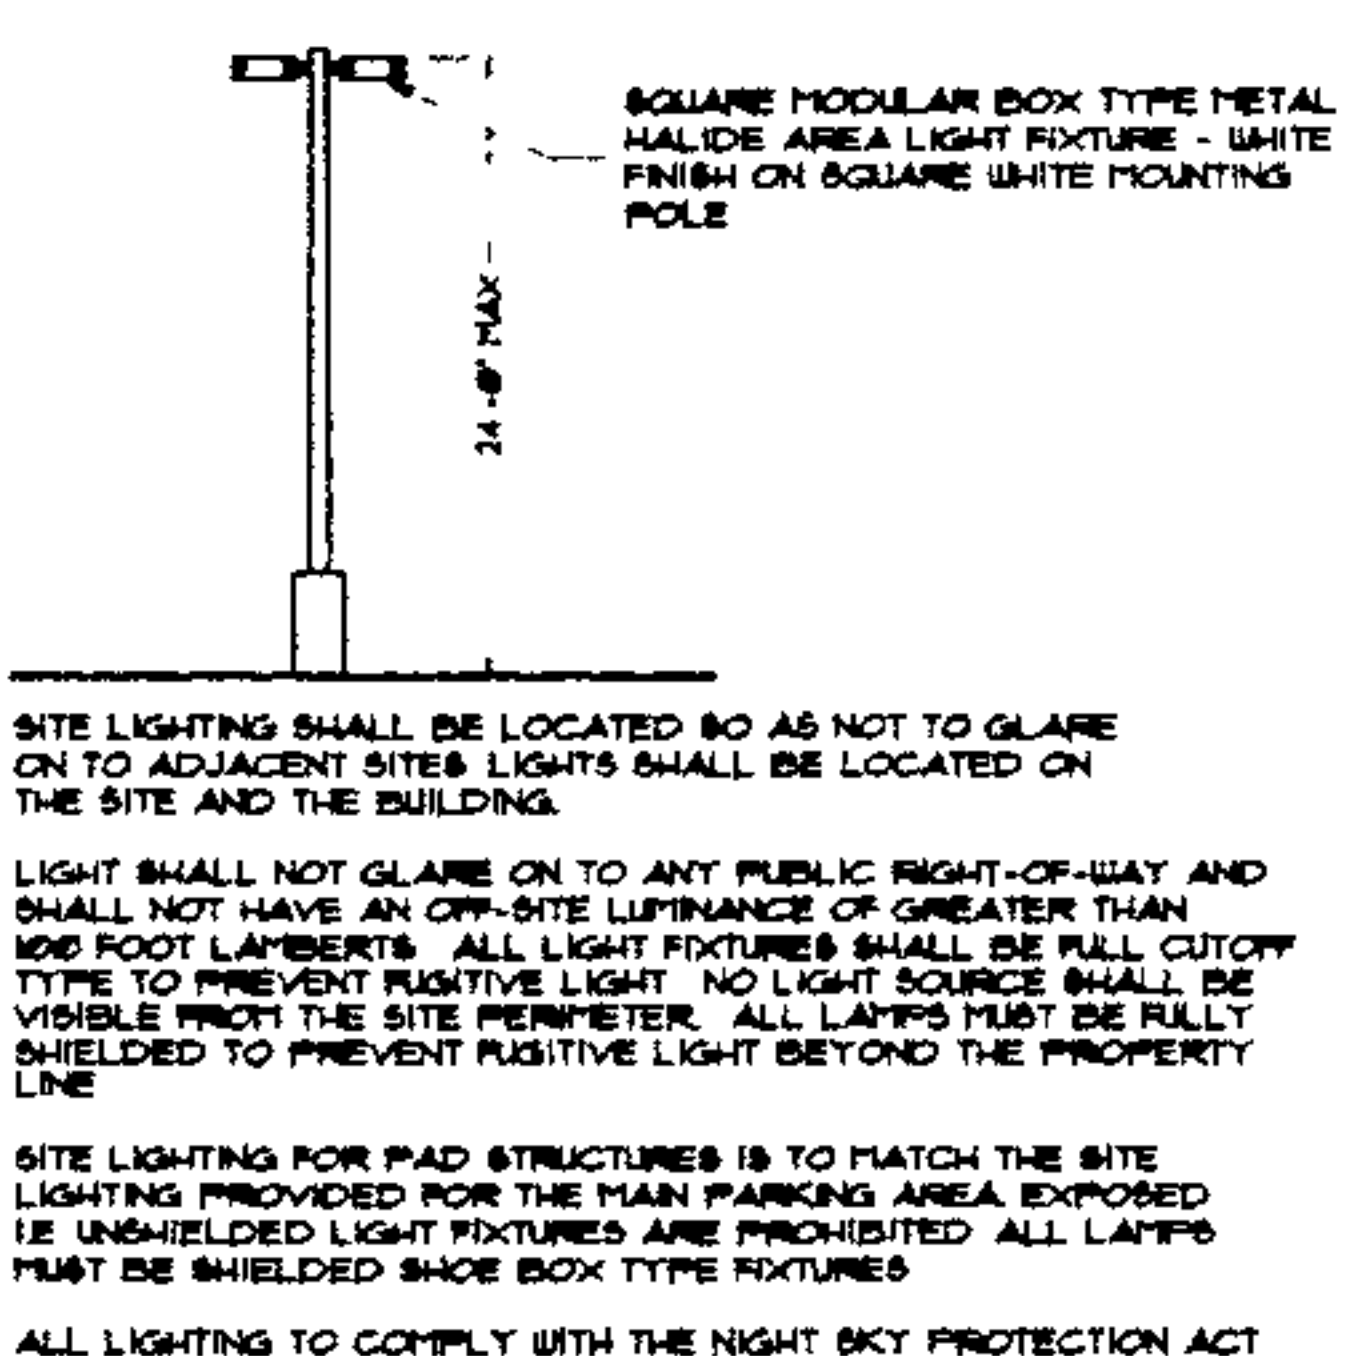 SQUARE MODULAR BOX TYPE METAL
HALIDE AREA LIGHT FIXTURE - WHITE
FINISH ON SQUARE WHITE MOUNTING
POLE
24'-0" MAX
SITE LIGHTING SHALL BE LOCATED SO AS NOT TO GLARE
ON TO ADJACENT SITES LIGHTS SHALL BE LOCATED ON
THE SITE AND THE BUILDING.
LIGHT SHALL NOT GLARE ON TO ANY PUBLIC RIGHT-OF-WAY AND
SHALL NOT HAVE AN OFF-SITE LUMINANCE OF GREATER THAN
100 FOOT LAMBERTS ALL LIGHT FIXTURES SHALL BE FULL CUTOFF
TYPE TO PREVENT FUGITIVE LIGHT NO LIGHT SOURCE SHALL BE
VISIBLE FROM THE SITE PERIMETER. ALL LAMPS MUST BE FULLY
SHIELDED TO PREVENT FUGITIVE LIGHT BEYOND THE PROPERTY
LINE
SITE LIGHTING FOR PAD STRUCTURES IS TO MATCH THE SITE
LIGHTING PROVIDED FOR THE MAIN PARKING AREA. EXPOSED
I.E UNSHIELDED LIGHT FIXTURES ARE PROHIBITED ALL LAMPS
MUST BE SHIELDED SHOE BOX TYPE FIXTURES
ALL LIGHTING TO COMPLY WITH THE NIGHT SKY PROTECTION ACT